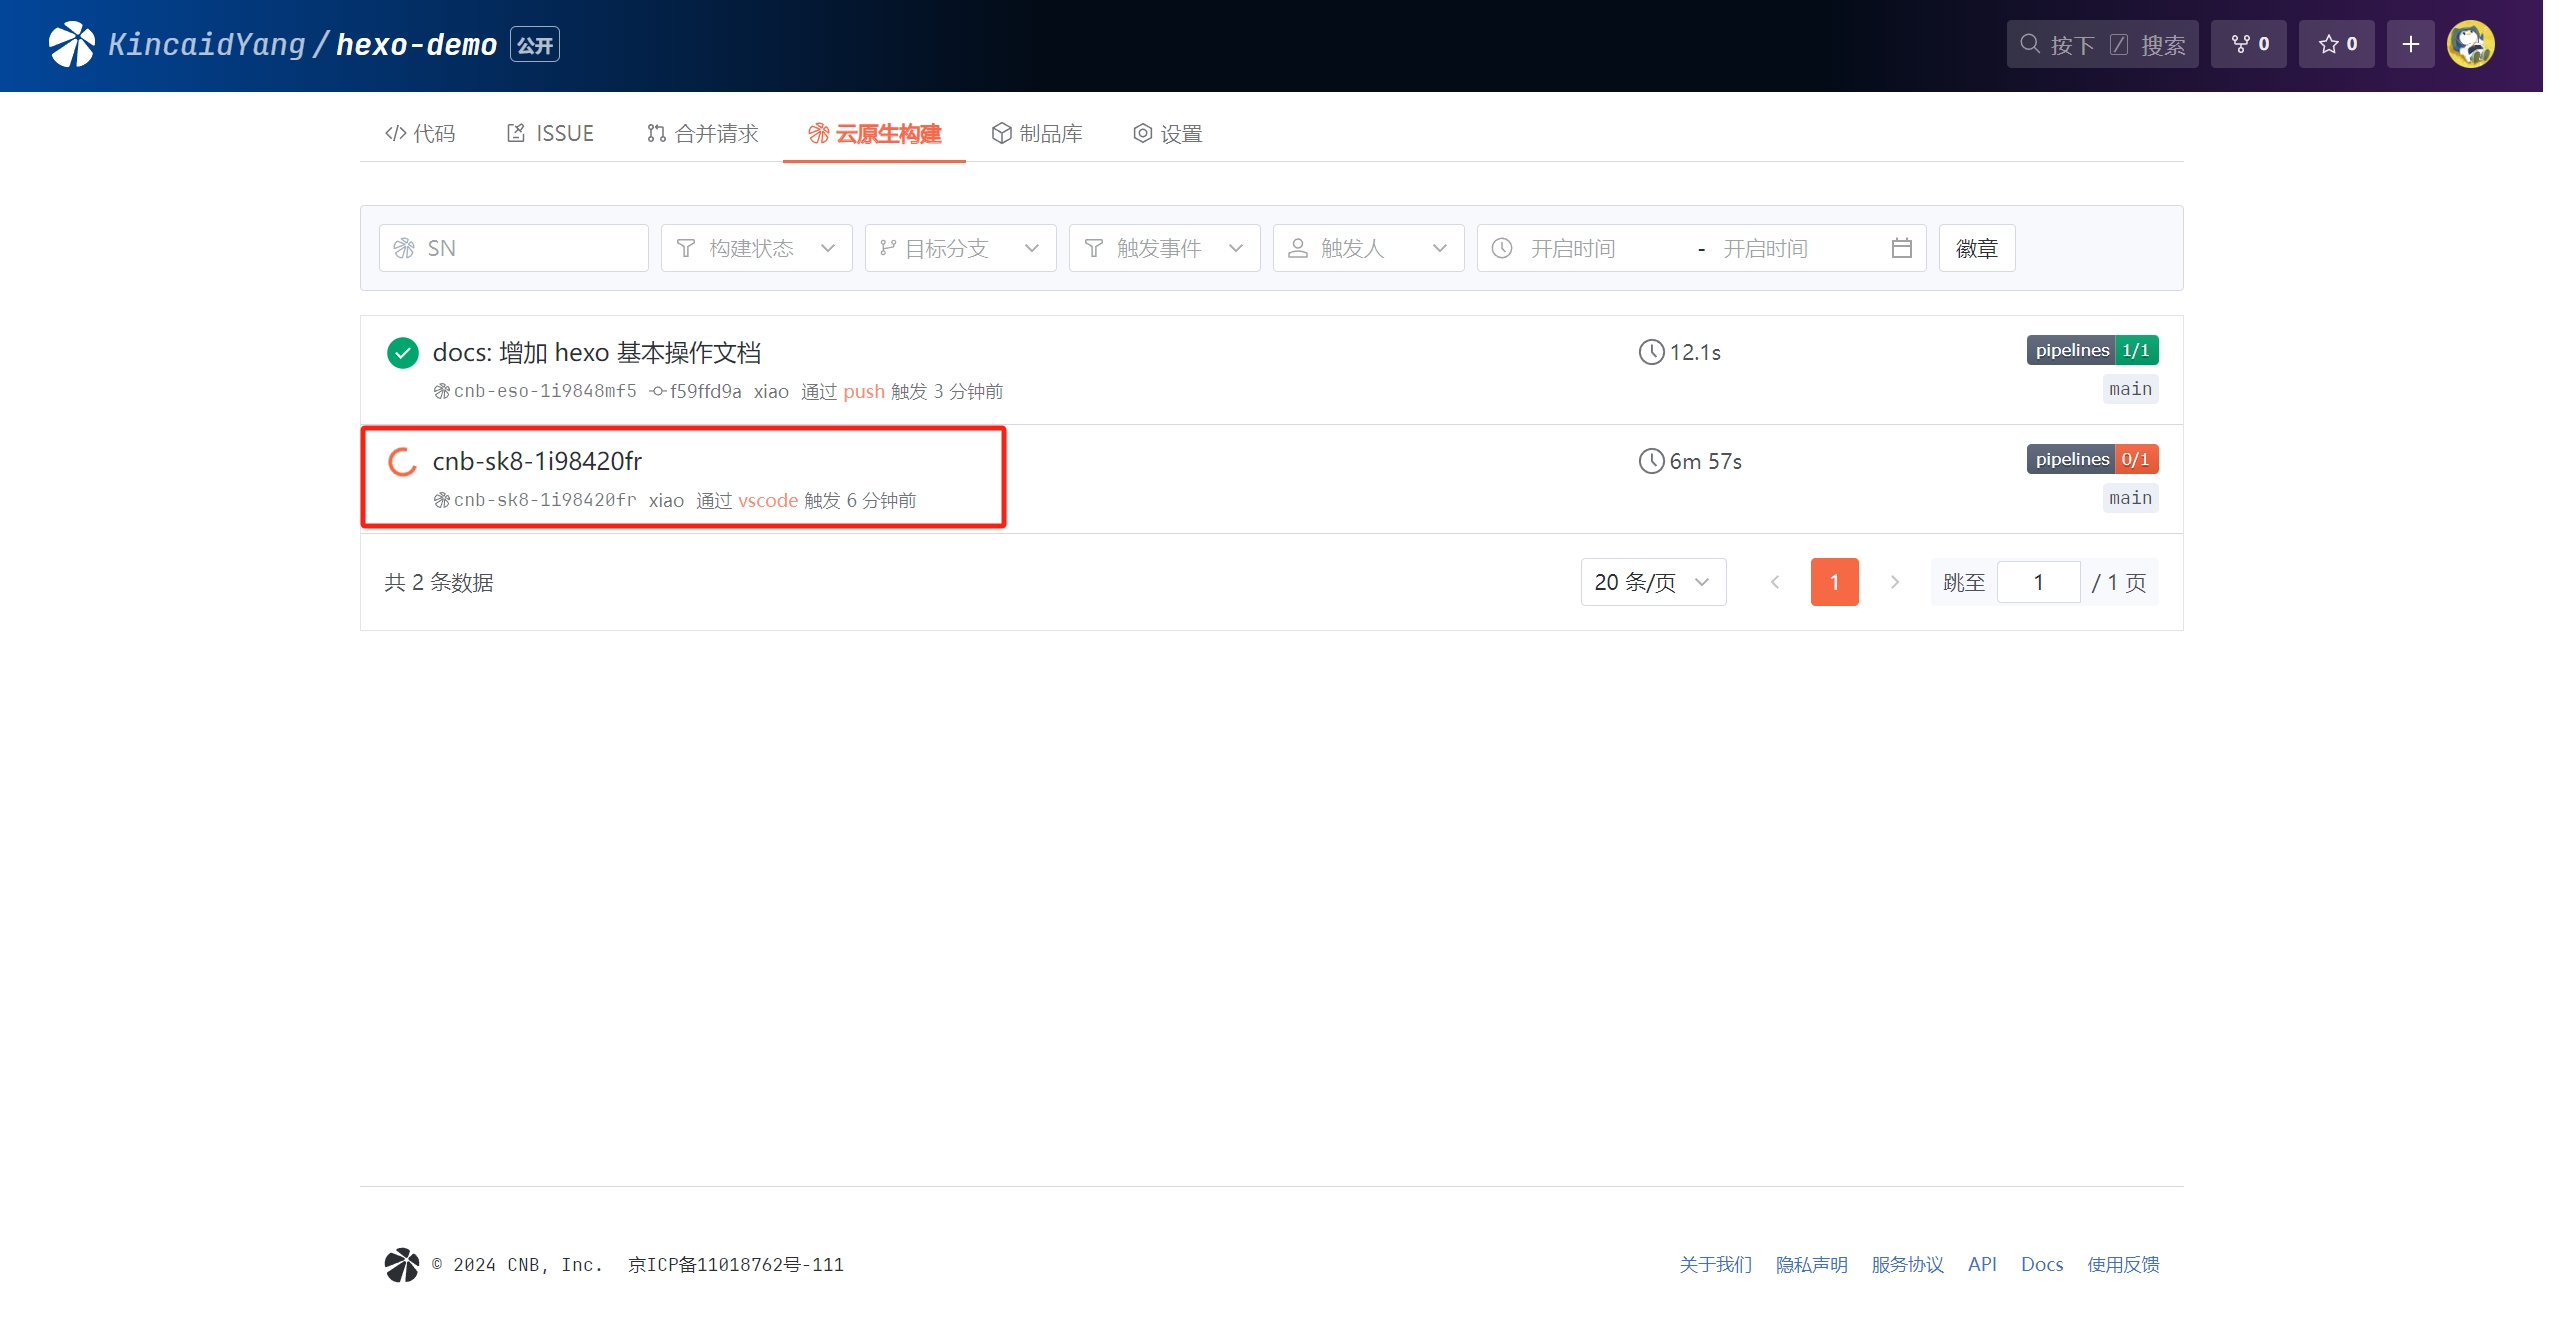 KincaidYang / hexo-demo 公开 按下 / 搜索 0 0 +
代码 ISSUE 合并请求 云原生构建 制品库 设置
SN 构建状态 目标分支 触发事件 触发人 开启时间 - 开启时间 徽章
docs: 增加 hexo 基本操作文档 12.1s pipelines 1/1
cnb-eso-1i9848mf5 f59ffd9a xiao 通过 push 触发 3 分钟前 main
cnb-sk8-1i98420fr 6m 57s pipelines 0/1
cnb-sk8-1i98420fr xiao 通过 vscode 触发 6 分钟前 main
共 2 条数据 20 条/页 1 跳至 1 / 1 页
© 2024 CNB, Inc. 京ICP备11018762号-111 关于我们 隐私声明 服务协议 API Docs 使用反馈